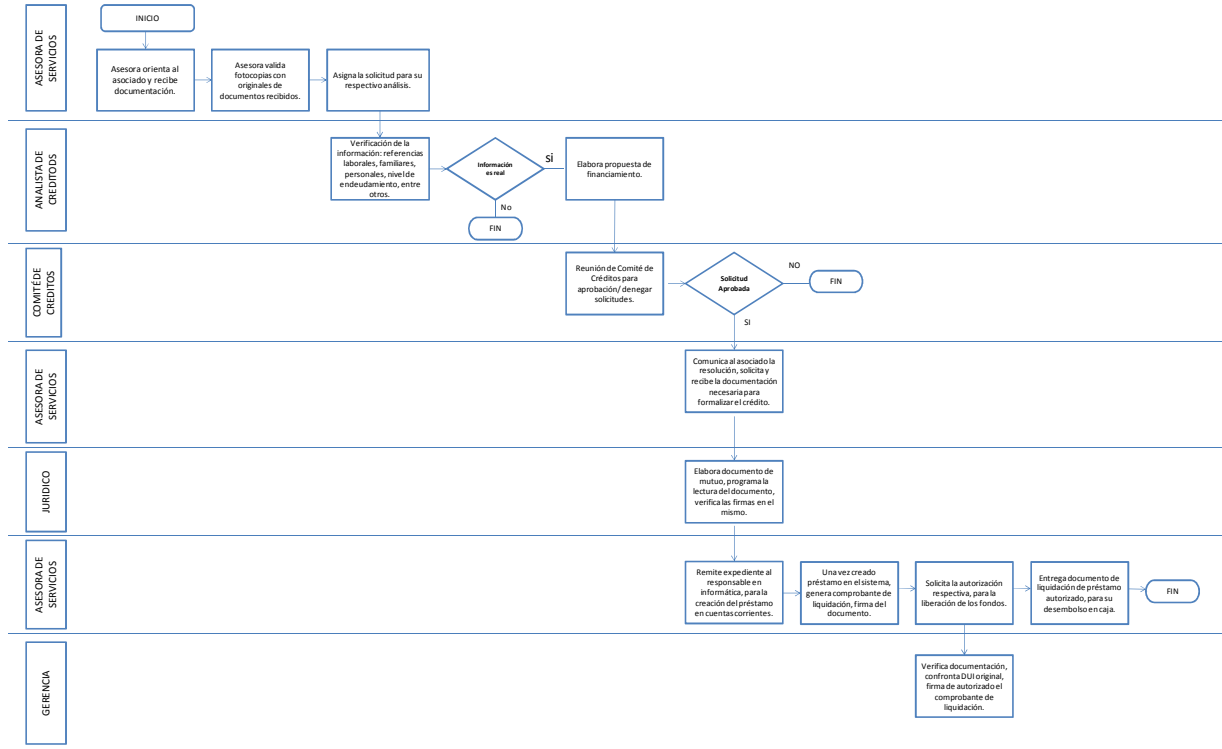 ASESORA DE
SERVICIOS
INICIO
Asesora orienta al
asociado y recibe
documentación.
Asesora valida
fotocopias con
originales de
documentos recibidos.
Asigna la solicitud para su
respectivo análisis.
ANALISTA DE
CREDITODS
Verificación de la
información: referencias
laborales, familiares,
personales, nivel de
endeudamiento, entre
otros.
Información
es real
si
No
FIN
Elabora propuesta de
financiamiento.
COMITÉ DE
CREDITOS
Reunión de Comité de
Créditos para
aprobación/ denegar
solicitudes.
Solicitud
Aprobada
NO
FIN
SI
ASESORA DE
SERVICIOS
Comunica al asociado la
resolución, solicita y
recibe la documentación
necesaria para
formalizar el crédito.
JURIDICO
Elabora documento de
mutuo, programa la
lectura del documento,
verifica las firmas en el
mismo.
ASESORA DE
SERVICIOS
Remite expediente al
responsable en
informática, para la
creación del préstamo
en cuentas corrientes.
Una vez creado
préstamo en el sistema,
genera comprobante de
liquidación, firma del
documento.
Solicita la autorización
respectiva, para la
liberación de los fondos.
Entrega documento de
liquidación de préstamo
autorizado, para su
desembolso en caja.
FIN
GERENCIA
Verifica documentación,
confronta DUI original,
firma de autorizado el
comprobante de
liquidación.